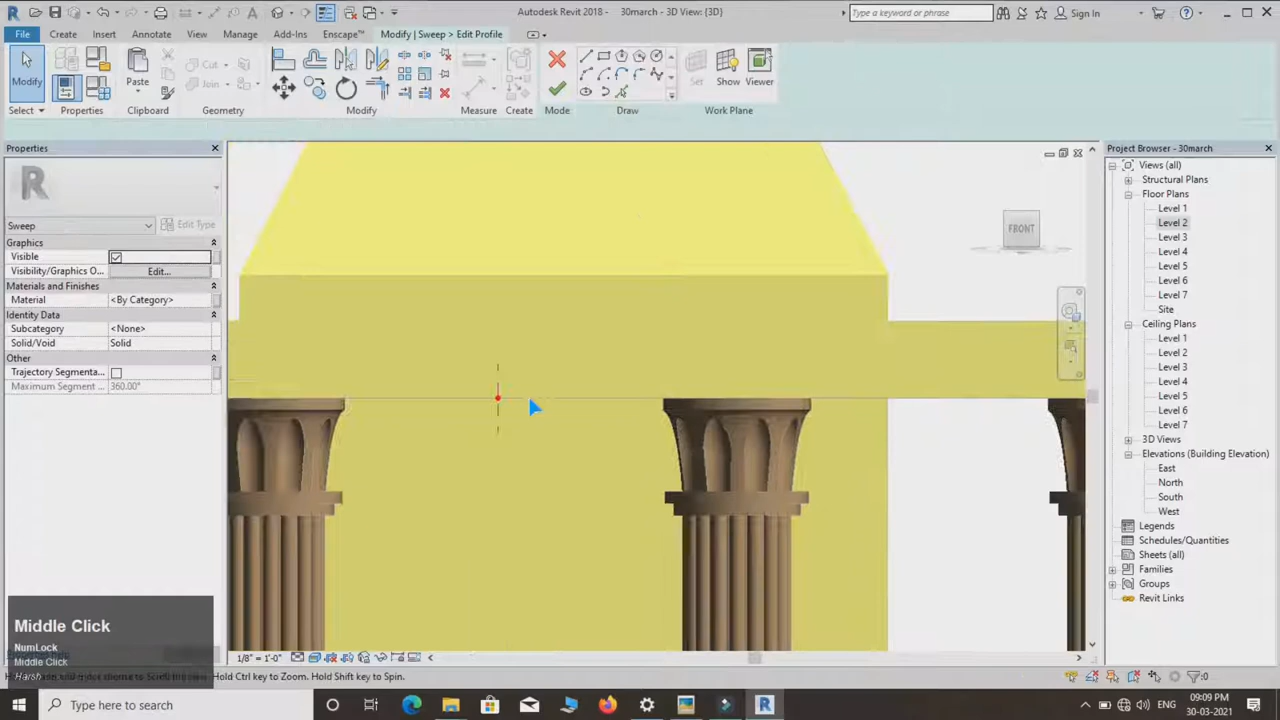 Autodesk Revit 2018 - 30march - 3D View: {3D}
Type a keyword or phrase
Sign In
File Create Insert Annotate View Manage Add-Ins Enscape™ Modify | Sweep > Edit Profile
Modify
Paste
Cut
Join
Set
Show
Viewer
Select Properties Clipboard Geometry Modify Measure Create Mode Draw Work Plane
Properties
Sweep
Edit Type
Graphics
Visible
Visibility/Graphics O... Edit...
Materials and Finishes
Material <By Category>
Identity Data
Subcategory <None>
Solid/Void Solid
Other
Trajectory Segmenta...
Maximum Segment ... 360.00°
FRONT
Project Browser - 30march
Views (all)
Structural Plans
Floor Plans
Level 1
Level 2
Level 3
Level 4
Level 5
Level 6
Level 7
Site
Ceiling Plans
Level 1
Level 2
Level 3
Level 4
Level 5
Level 6
Level 7
3D Views
Elevations (Building Elevation)
East
North
South
West
Legends
Schedules/Quantities
Sheets (all)
Families
Groups
Revit Links
Middle Click
NumLock
Middle Click
Harsh
1/8" = 1'-0"
Hold Ctrl key to Zoom. Hold Shift key to Spin.
:0
Type here to search
ENG
09:09 PM
30-03-2021